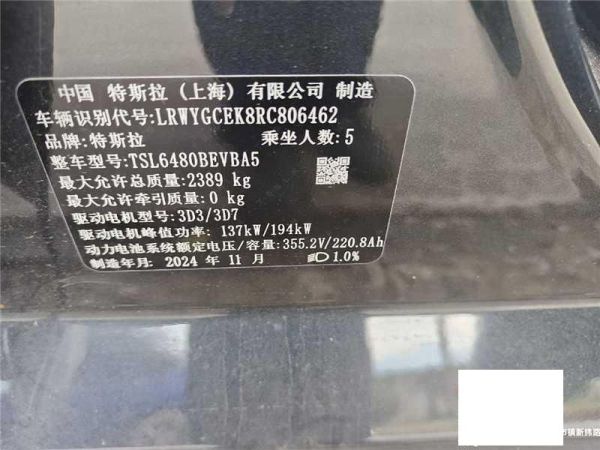 中国 特斯拉 (上海) 有限公司 制造
车辆识别代号:LRWYGCEK8RC806462
品牌:特斯拉 乘坐人数:5
整车型号:TSL6480BEVBA5
最大允许总质量:2389 kg
最大允许牵引质量:0 kg
驱动电机型号:3D3/3D7
驱动电机峰值功率: 137kW/194kW
动力电池系统额定电压/容量:355.2V/220.8Ah
制造年月: 2024 年 11 月 1.0%
市镇新纬路